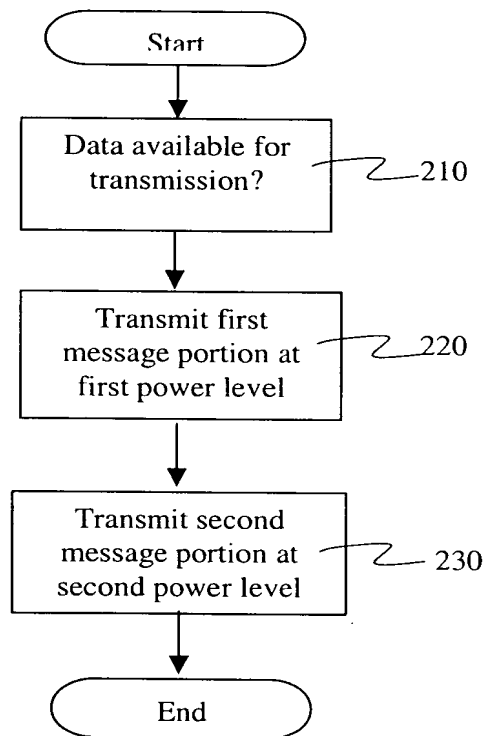 Start
Data available for
transmission?
210
Transmit first
message portion at
first power level
220
Transmit second
message portion at
second power level
230
End